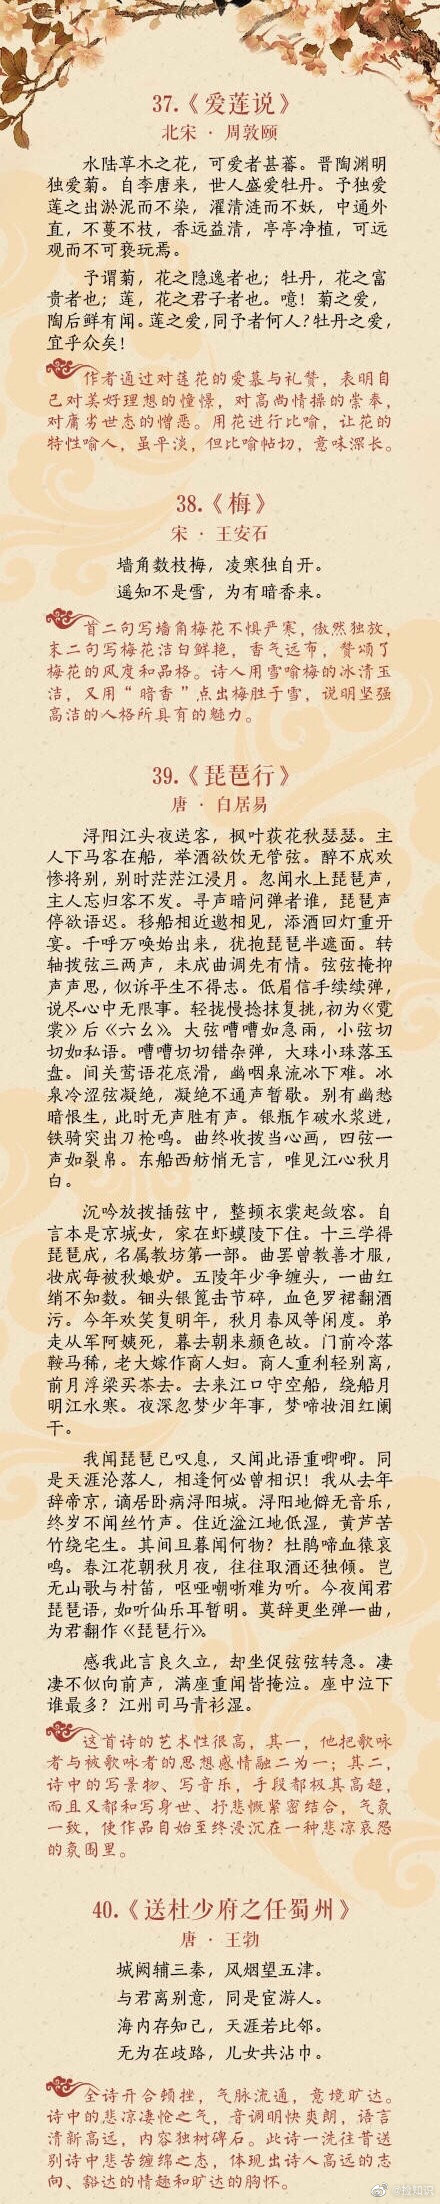 37.《爱莲说》
北宋 · 周敦颐
水陆草木之花，可爱者甚蕃。晋陶渊明
独爱菊。自李唐来，世人盛爱牡丹。予独爱
莲之出淤泥而不染，濯清涟而不妖，中通外
直，不蔓不枝，香远益清，亭亭净植，可远
观而不可亵玩焉。
予谓菊，花之隐逸者也；牡丹，花之富
贵者也；莲，花之君子者也。噫！菊之爱，
陶后鲜有闻。莲之爱，同予者何人？牡丹之爱，
宜乎众矣！
作者通过对莲花的爱慕与礼赞，表明自
己对美好理想的憧憬，对高尚情操的崇奉，
对庸劣世态的憎恶。用花进行比喻，让花的
特性喻人，虽平淡，但比喻帖切，意味深长。
38.《梅》
宋 · 王安石
墙角数枝梅，凌寒独自开。
遥知不是雪，为有暗香来。
首二句写墙角梅花不惧严寒，傲然独放，
末二句写梅花洁白鲜艳，香气远布，赞颂了
梅花的风度和品格。诗人用雪喻梅的冰清玉
洁，又用“暗香”点出梅胜于雪，说明坚强
高洁的人格所具有的魅力。
39.《琵琶行》
唐 · 白居易
浔阳江头夜送客，枫叶荻花秋瑟瑟。主
人下马客在船，举酒欲饮无管弦。醉不成欢
惨将别，别时茫茫江浸月。忽闻水上琵琶声，
主人忘归客不发。寻声暗问弹者谁，琵琶声
停欲语迟。移船相近邀相见，添酒回灯重开
宴。千呼万唤始出来，犹抱琵琶半遮面。转
轴拨弦三两声，未成曲调先有情。弦弦掩抑
声声思，似诉平生不得志。低眉信手续续弹，
说尽心中无限事。轻拢慢捻抹复挑，初为《霓
裳》后《六幺》。大弦嘈嘈如急雨，小弦切
切如私语。嘈嘈切切错杂弹，大珠小珠落玉
盘。间关莺语花底滑，幽咽泉流冰下难。冰
泉冷涩弦凝绝，凝绝不通声暂歇。别有幽愁
暗恨生，此时无声胜有声。银瓶乍破水浆迸，
铁骑突出刀枪鸣。曲终收拨当心画，四弦一
声如裂帛。东船西舫悄无言，唯见江心秋月
白。
沉吟放拨插弦中，整顿衣裳起敛容。自
言本是京城女，家在虾蟆陵下住。十三学得
琵琶成，名属教坊第一部。曲罢曾教善才服，
妆成每被秋娘妒。五陵年少争缠头，一曲红
绡不知数。钿头银篦击节碎，血色罗裙翻酒
污。今年欢笑复明年，秋月春风等闲度。弟
走从军阿姨死，暮去朝来颜色故。门前冷落
鞍马稀，老大嫁作商人妇。商人重利轻别离，
前月浮梁买茶去。去来江口守空船，绕船月
明江水寒。夜深忽梦少年事，梦啼妆泪红阑
干。
我闻琵琶已叹息，又闻此语重唧唧。同
是天涯沦落人，相逢何必曾相识！我从去年
辞帝京，谪居卧病浔阳城。浔阳地僻无音乐，
终岁不闻丝竹声。住近湓江地低湿，黄芦苦
竹绕宅生。其间旦暮闻何物？杜鹃啼血猿哀
鸣。春江花朝秋月夜，往往取酒还独倾。岂
无山歌与村笛，呕哑嘲哳难为听。今夜闻君
琵琶语，如听仙乐耳暂明。莫辞更坐弹一曲，
为君翻作《琵琶行》。
感我此言良久立，却坐促弦弦转急。凄
凄不似向前声，满座重闻皆掩泣。座中泣下
谁最多？江州司马青衫湿。
这首诗的艺术性很高，其一，他把歌咏
者与被歌咏者的思想感情融二为一；其二，
诗中的写景物、写音乐，手段都极其高超，
而且又都和写身世、抒悲慨紧密结合，气氛
一致，使作品自始至终浸沉在一种悲凉哀怨
的氛围里。
40.《送杜少府之任蜀州》
唐 · 王勃
城阙辅三秦，风烟望五津。
与君离别意，同是宦游人。
海内存知己，天涯若比邻。
无为在歧路，儿女共沾巾。
全诗开合顿挫，气脉流通，意境旷达。
诗中的悲凉凄怆之气，音调明快爽朗，语言
清新高远，内容独树碑石。此诗一洗往昔送
别诗中悲苦缠绵之态，体现出诗人高远的志
向、豁达的情趣和旷达的胸怀。
@捡知识